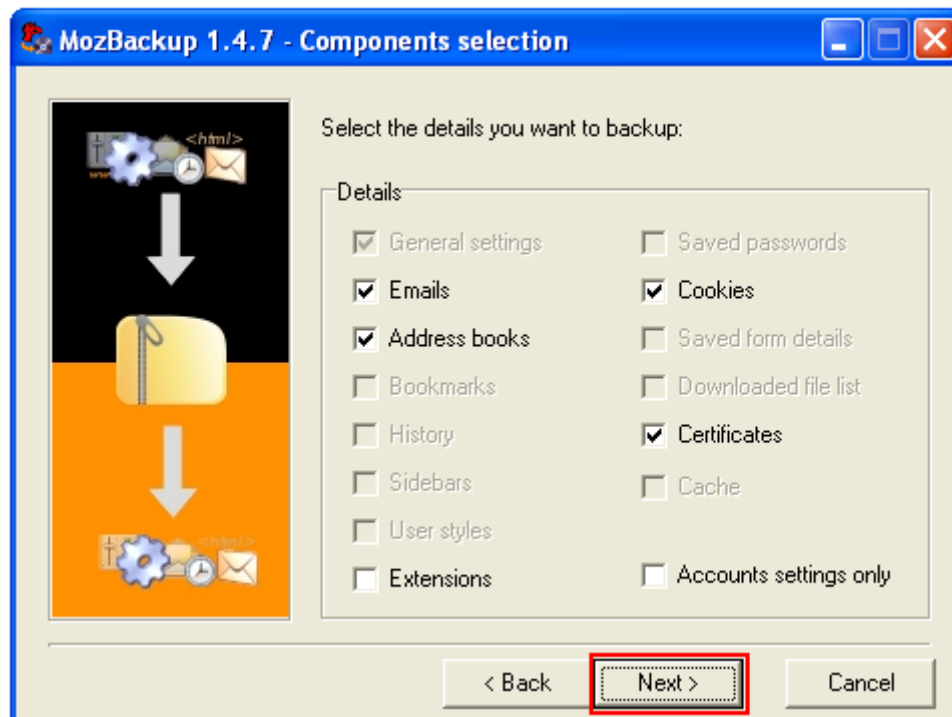 MozBackup 1.4.7 - Components selection
<html>
Select the details you want to backup:
Details
General settings
Saved passwords
Emails
Cookies
Address books
Saved form details
Bookmarks
Downloaded file list
History
Certificates
Sidebars
Cache
User styles
Extensions
Accounts settings only
<html>
< Back
Next >
Cancel